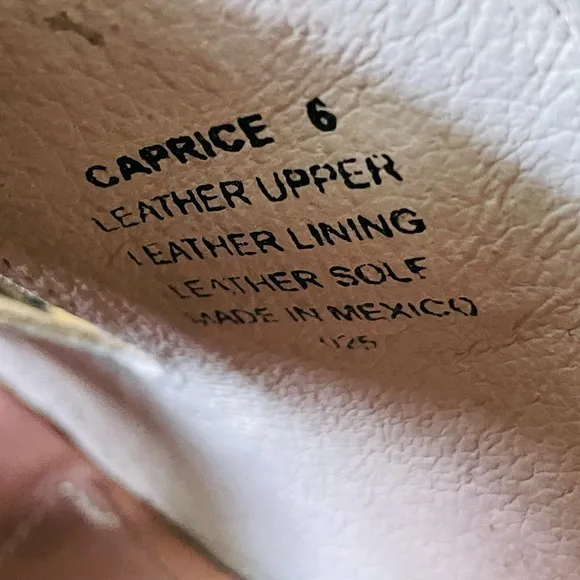 CAPRICE 6
LEATHER UPPER
LEATHER LINING
LEATHER SOLE
MADE IN MEXICO